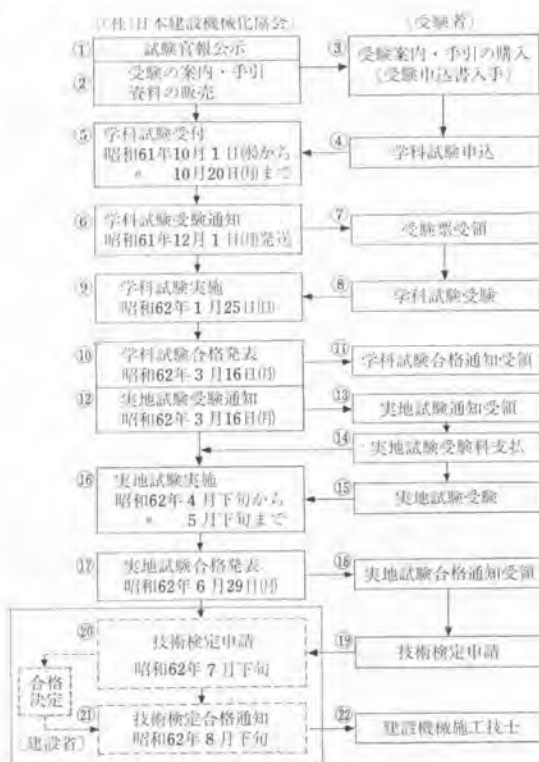 (社)日本建設機械化協会
(受験者)
① 試験官報公示
② 受験の案内・手引
資料の販売
③ 受験案内・手引の購入
(受験申込書入手)
④ 学科試験申込
⑤ 学科試験受付
昭和61年10月1日(水)から
〃 10月20日(月)まで
⑥ 学科試験受験通知
昭和61年12月1日(月)発送
⑦ 受験票受領
⑧ 学科試験受験
⑨ 学科試験実施
昭和62年1月25日(日)
⑩ 学科試験合格発表
昭和62年3月16日(月)
⑪ 学科試験合格通知受領
⑫ 実地試験受験通知
昭和62年3月16日(月)
⑬ 実地試験通知受領
⑭ 実地試験受験料支払
⑯ 実地試験実施
昭和62年4月下旬から
〃 5月下旬まで
⑮ 実地試験受験
⑰ 実地試験合格発表
昭和62年6月29日(月)
⑱ 実地試験合格通知受領
⑳ 技術検定申請
昭和62年7月下旬
⑲ 技術検定申請
合格
決定
㉑ 技術検定合格通知
昭和62年8月下旬
㉒ 建設機械施工技士
〔建設省〕